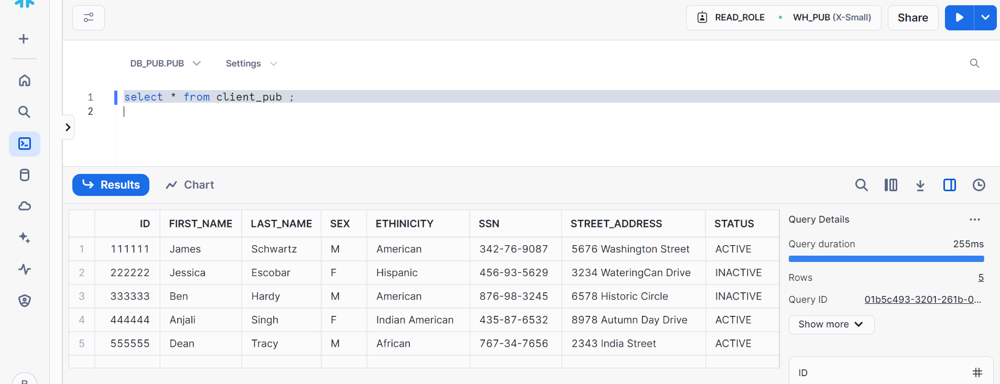 READ_ROLE WH_PUB (X-Small) Share
DB_PUB.PUB Settings
1 select * from client_pub ;
2
Results Chart
ID FIRST_NAME LAST_NAME SEX ETHINICITY SSN STREET_ADDRESS STATUS
1 111111 James Schwartz M American 342-76-9087 5676 Washington Street ACTIVE
2 222222 Jessica Escobar F Hispanic 456-93-5629 3234 WateringCan Drive INACTIVE
3 333333 Ben Hardy M American 876-98-3245 6578 Historic Circle INACTIVE
4 444444 Anjali Singh F Indian American 435-87-6532 8978 Autumn Day Drive ACTIVE
5 555555 Dean Tracy M African 767-34-7656 2343 India Street ACTIVE
Query Details ...
Query duration 255ms
Rows 5
Query ID 01b5c493-3201-261b-0...
Show more
ID #